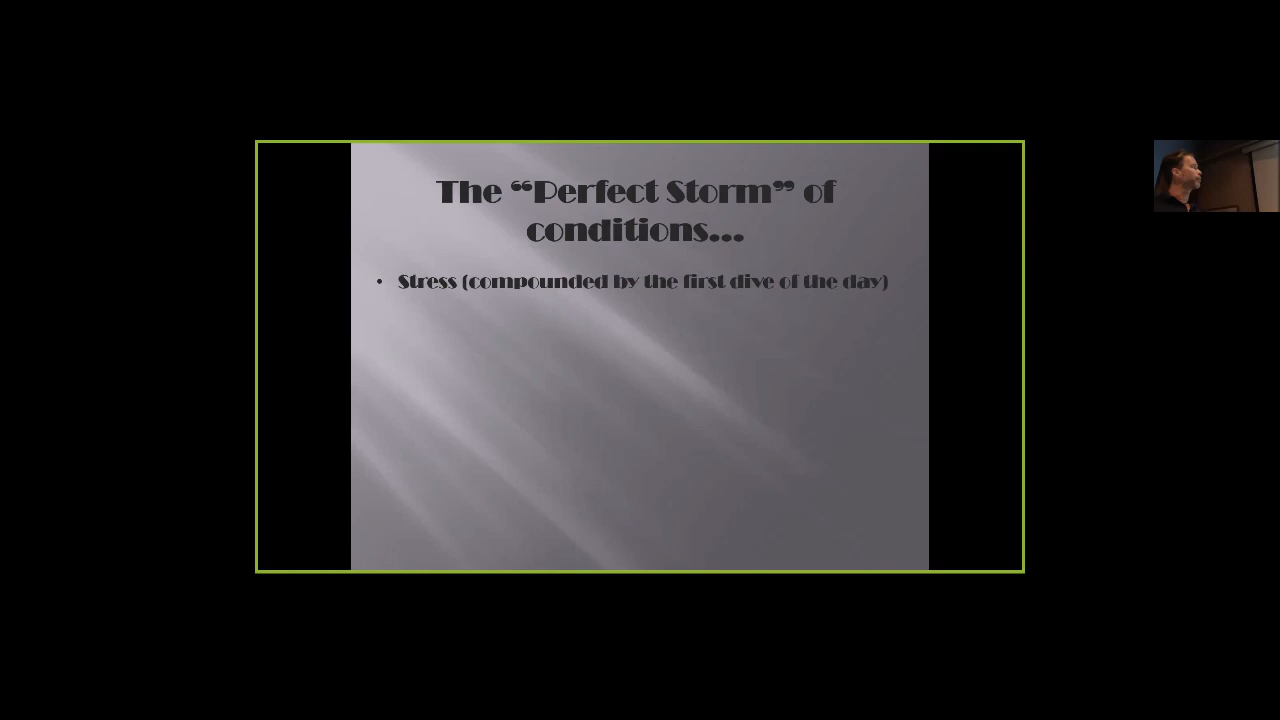 The “Perfect Storm” of
conditions...
• Stress (compounded by the first dive of the day)